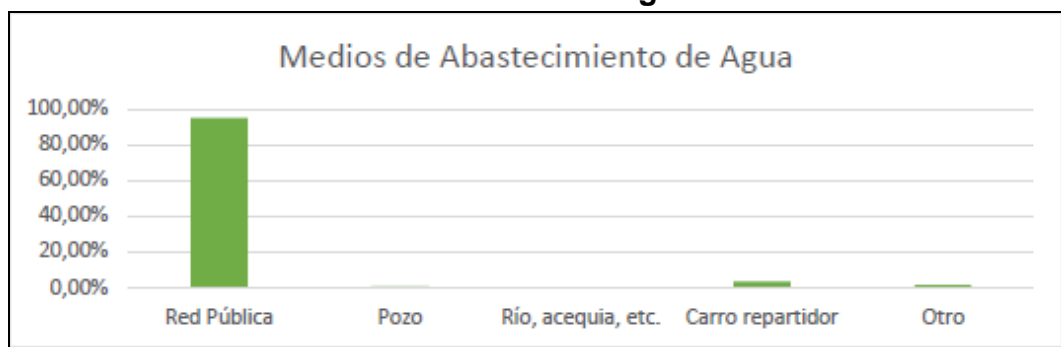 Medios de Abastecimiento de Agua
100,00%
80,00%
60,00%
40,00%
20,00%
0,00%
Red Pública
Pozo
Río, acequia, etc.
Carro repartidor
Otro